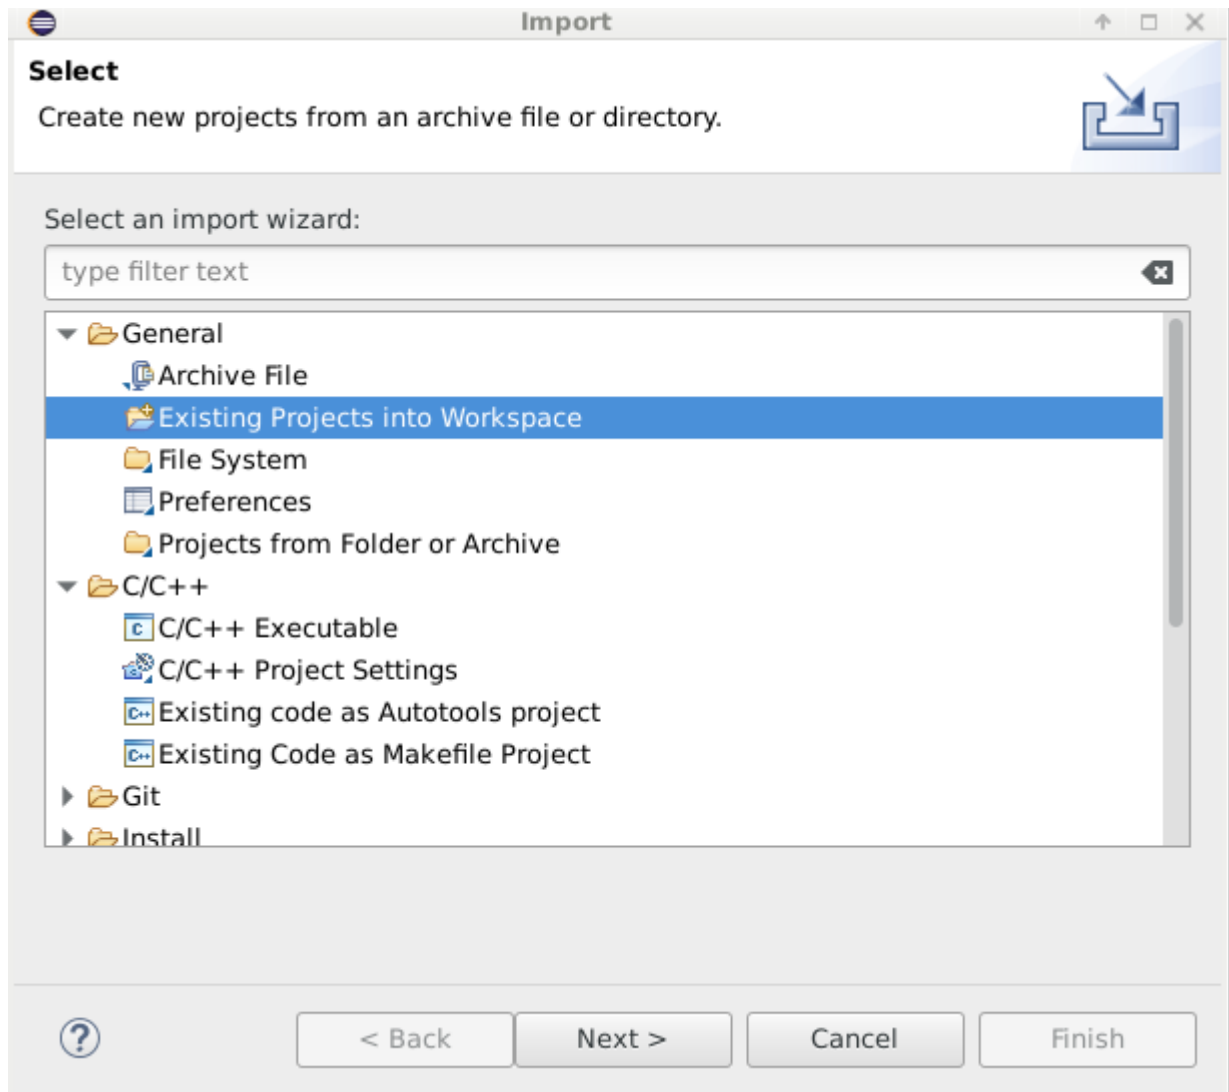 Import
Select
Create new projects from an archive file or directory.
Select an import wizard:
type filter text
General
Archive File
Existing Projects into Workspace
File System
Preferences
Projects from Folder or Archive
C/C++
C/C++ Executable
C/C++ Project Settings
Existing code as Autotools project
Existing Code as Makefile Project
Git
Install
< Back
Next >
Cancel
Finish